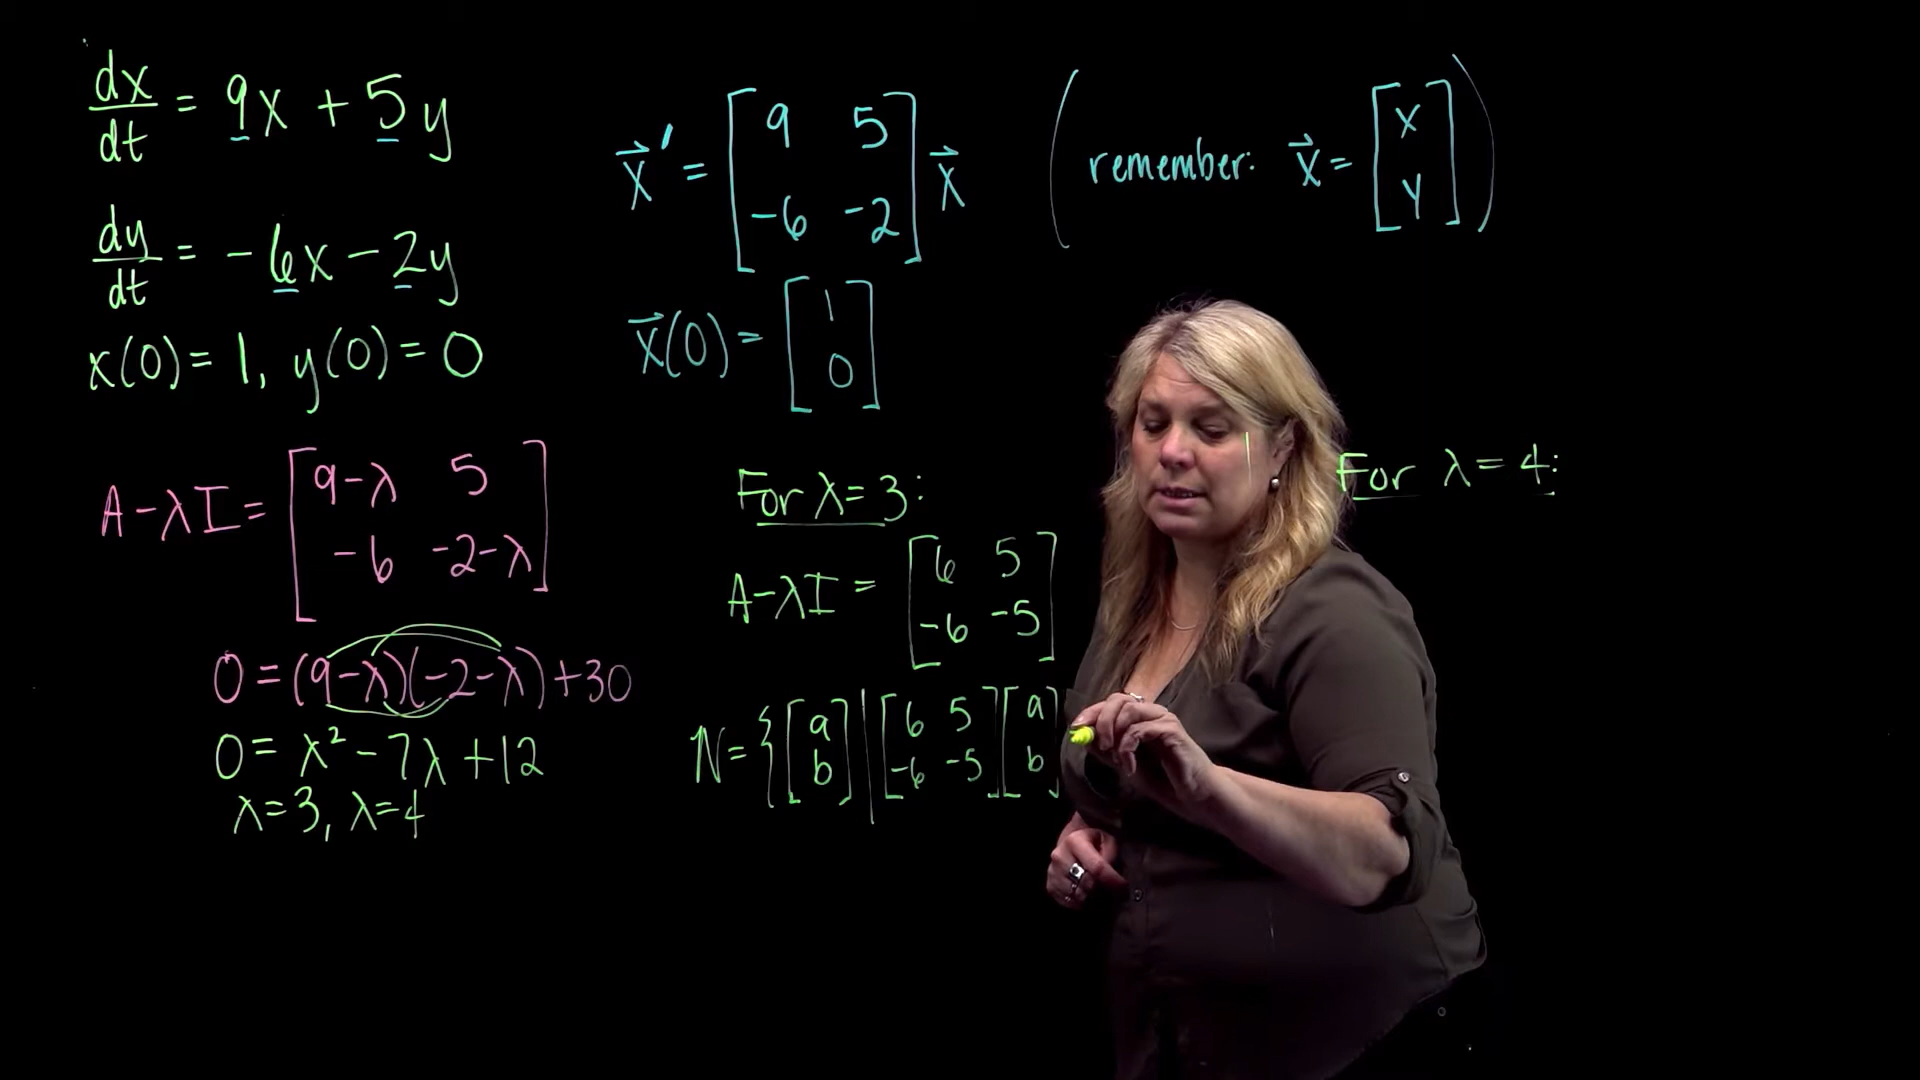 dx/dt = 9x + 5y
dy/dt = -6x - 2y
x(0) = 1, y(0) = 0
x⃗' = [9 5; -6 -2] x⃗
(remember: x⃗ = [x; y])
x⃗(0) = [1; 0]
A-λI = [9-λ 5; -6 -2-λ]
0 = (9-λ)(-2-λ)+30
0 = λ² - 7λ + 12
λ=3, λ=4
For λ=3:
A-λI = [6 5; -6 -5]
N = {[a; b] | [6 5; -6 -5][a; b]
For λ = 4: